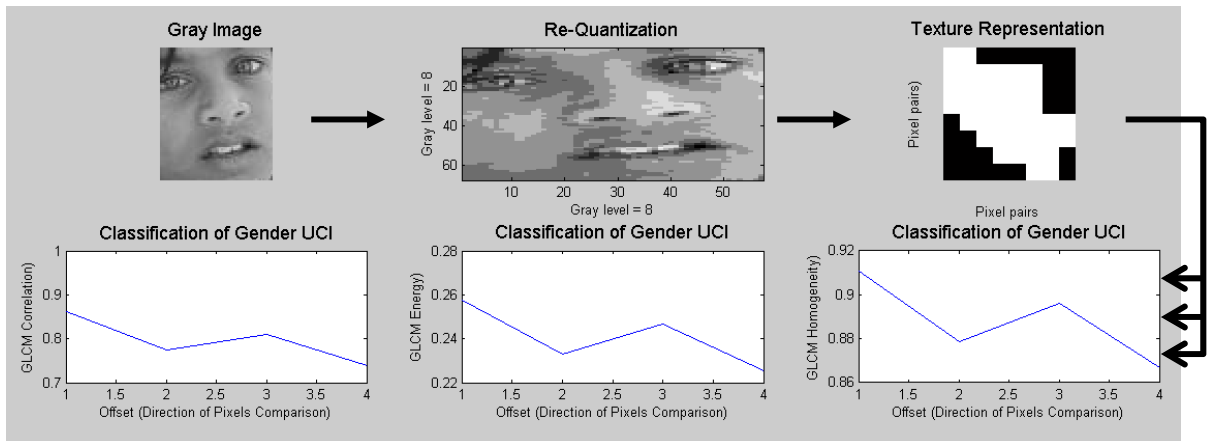 Gray Image
Re-Quantization
Texture Representation
Gray level = 8
20
40
60
10
20
30
40
50
Gray level = 8
Pixel pairs)
Pixel pairs
Classification of Gender UCI
GLCM Correlation)
1
0.9
0.8
0.7
1
1.5
2
2.5
3
3.5
4
Offset (Direction of Pixels Comparison)
Classification of Gender UCI
GLCM Energy)
0.28
0.26
0.24
0.22
1
1.5
2
2.5
3
3.5
4
Offset (Direction of Pixels Comparison)
Classification of Gender UCI
GLCM Homogeneity)
0.92
0.9
0.88
0.86
1
1.5
2
2.5
3
3.5
4
Offset (Direction of Pixels Comparison)